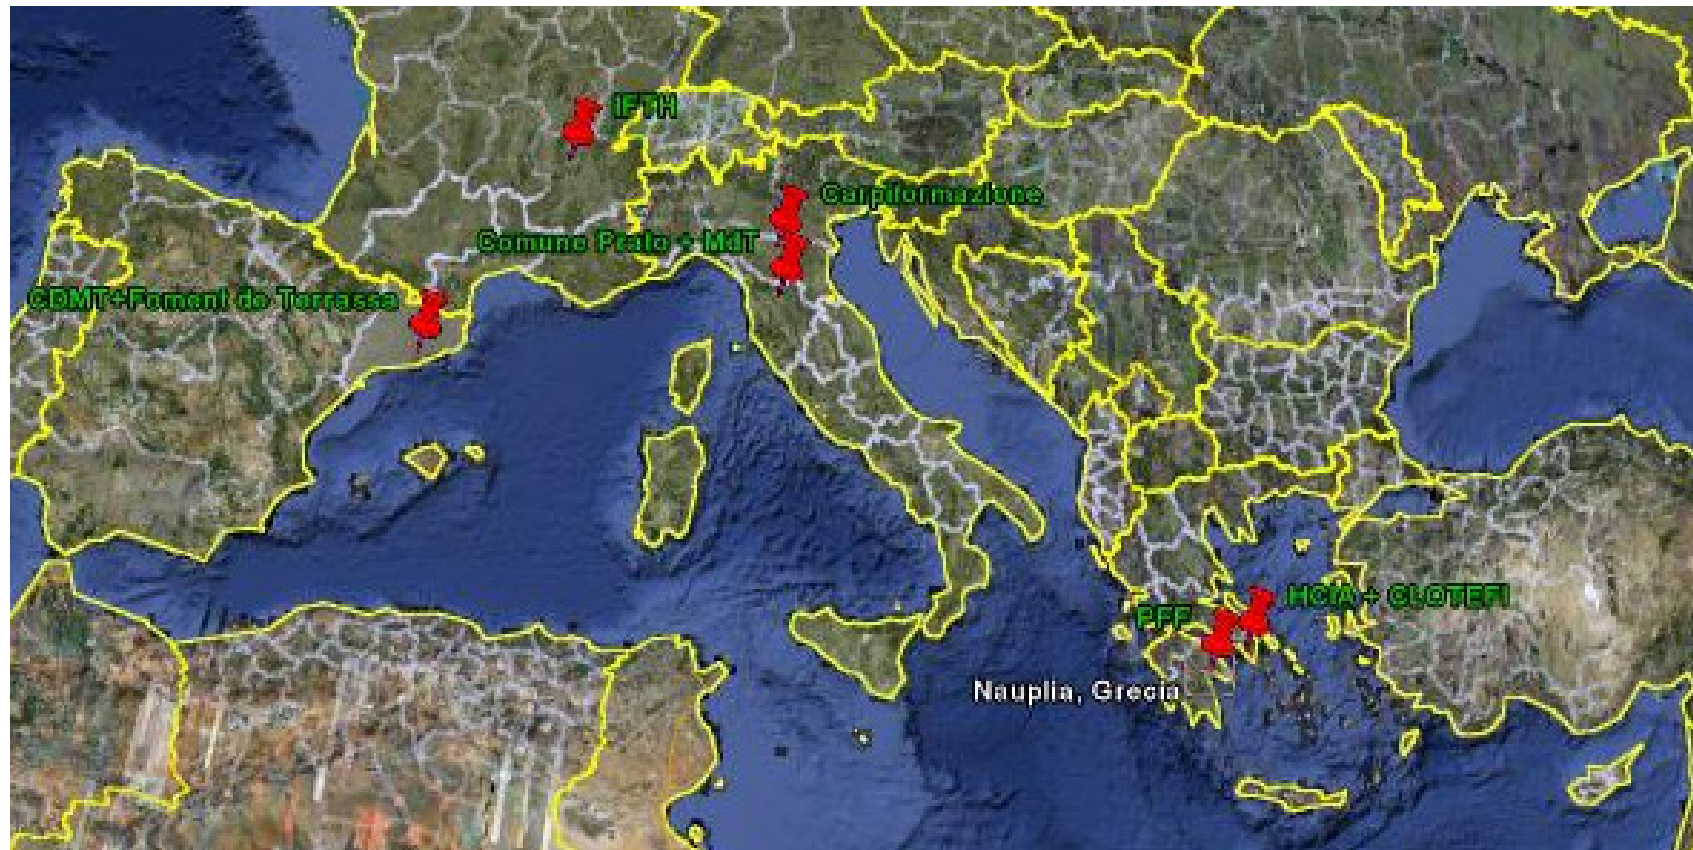 IFTH
Carpiformazione
Comune Prato + MdT
CDMT+Foment de Terrassa
HCIA + CLOTEFI
PFF
Nauplia, Grecia